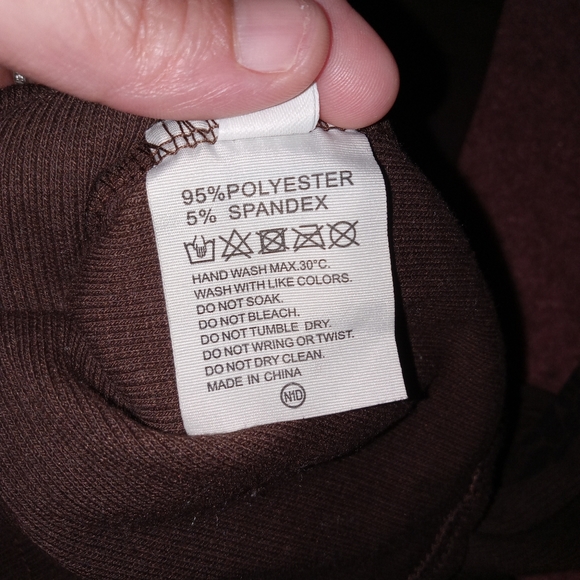 95%POLYESTER
5% SPANDEX
HAND WASH MAX.30°C.
WASH WITH LIKE COLORS.
DO NOT SOAK.
DO NOT BLEACH.
DO NOT TUMBLE DRY.
DO NOT WRING OR TWIST.
DO NOT DRY CLEAN.
MADE IN CHINA
N1D